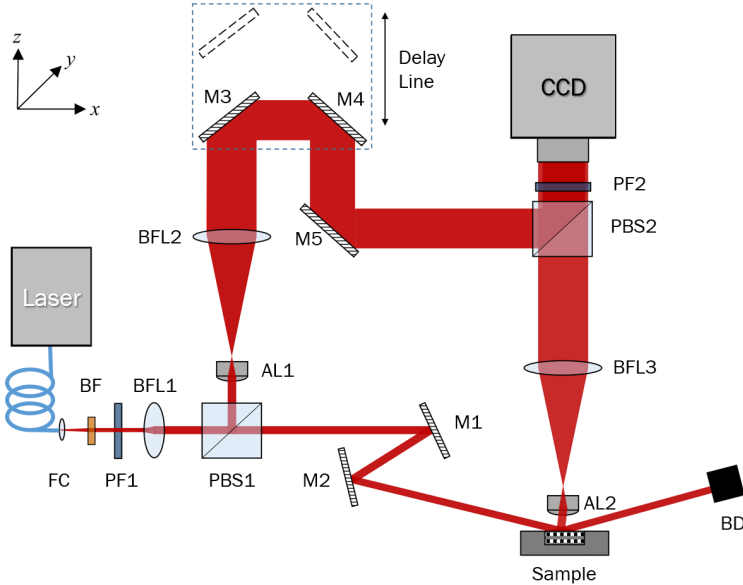 z
y
x
M3
M4
Delay
Line
CCD
PF2
PBS2
BFL2
M5
Laser
AL1
BFL3
BF
BFL1
M1
FC
PF1
PBS1
M2
AL2
BD
Sample